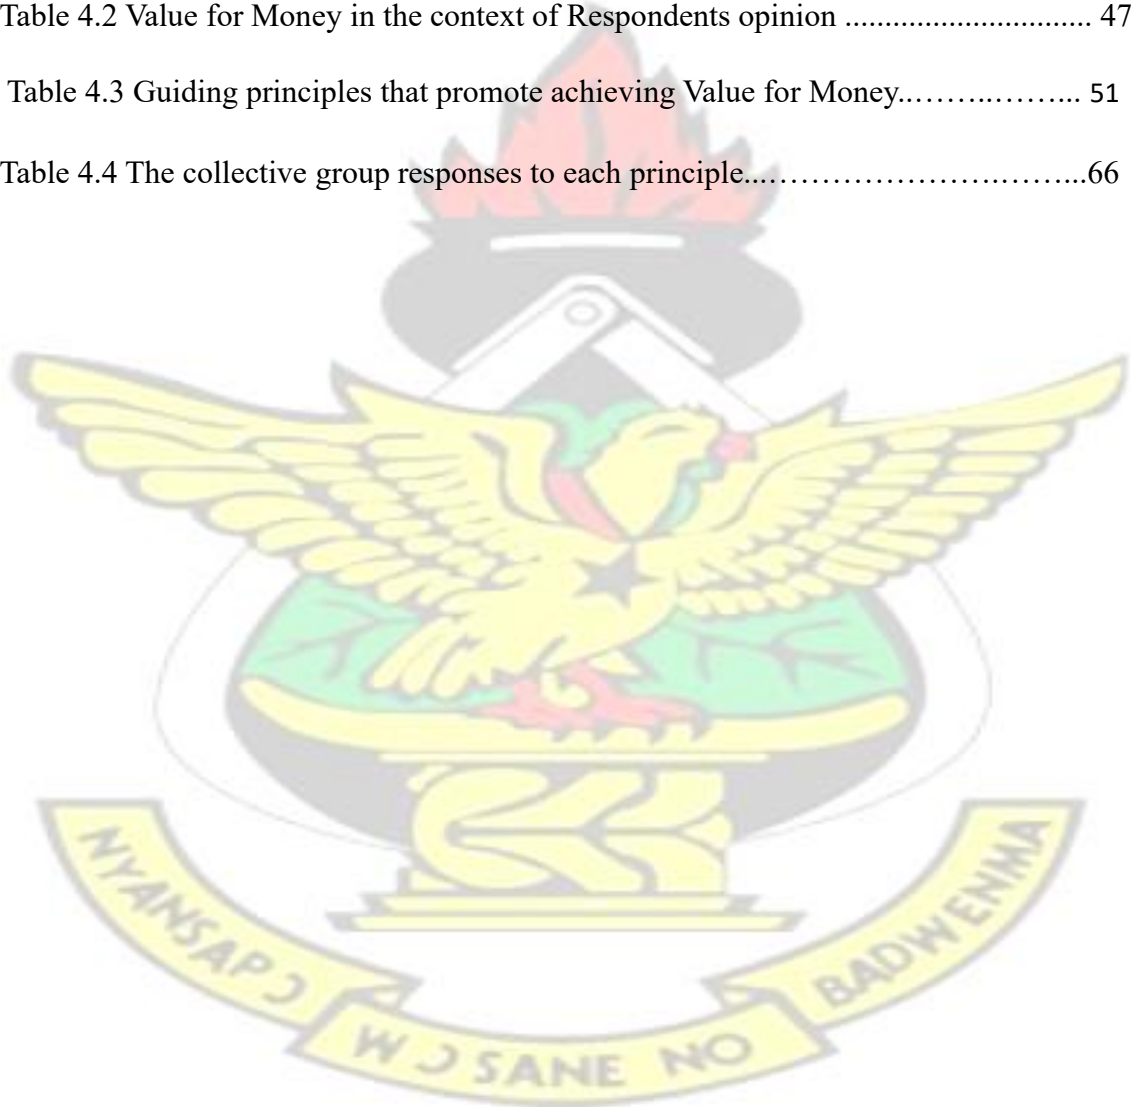 Table 4.2 Value for Money in the context of Respondents opinion ............................... 47
Table 4.3 Guiding principles that promote achieving Value for Money..……..……... 51
Table 4.4 The collective group responses to each principle...………………….……...66
NYANSAPƆ
WƆSANE NO
BADWENMA